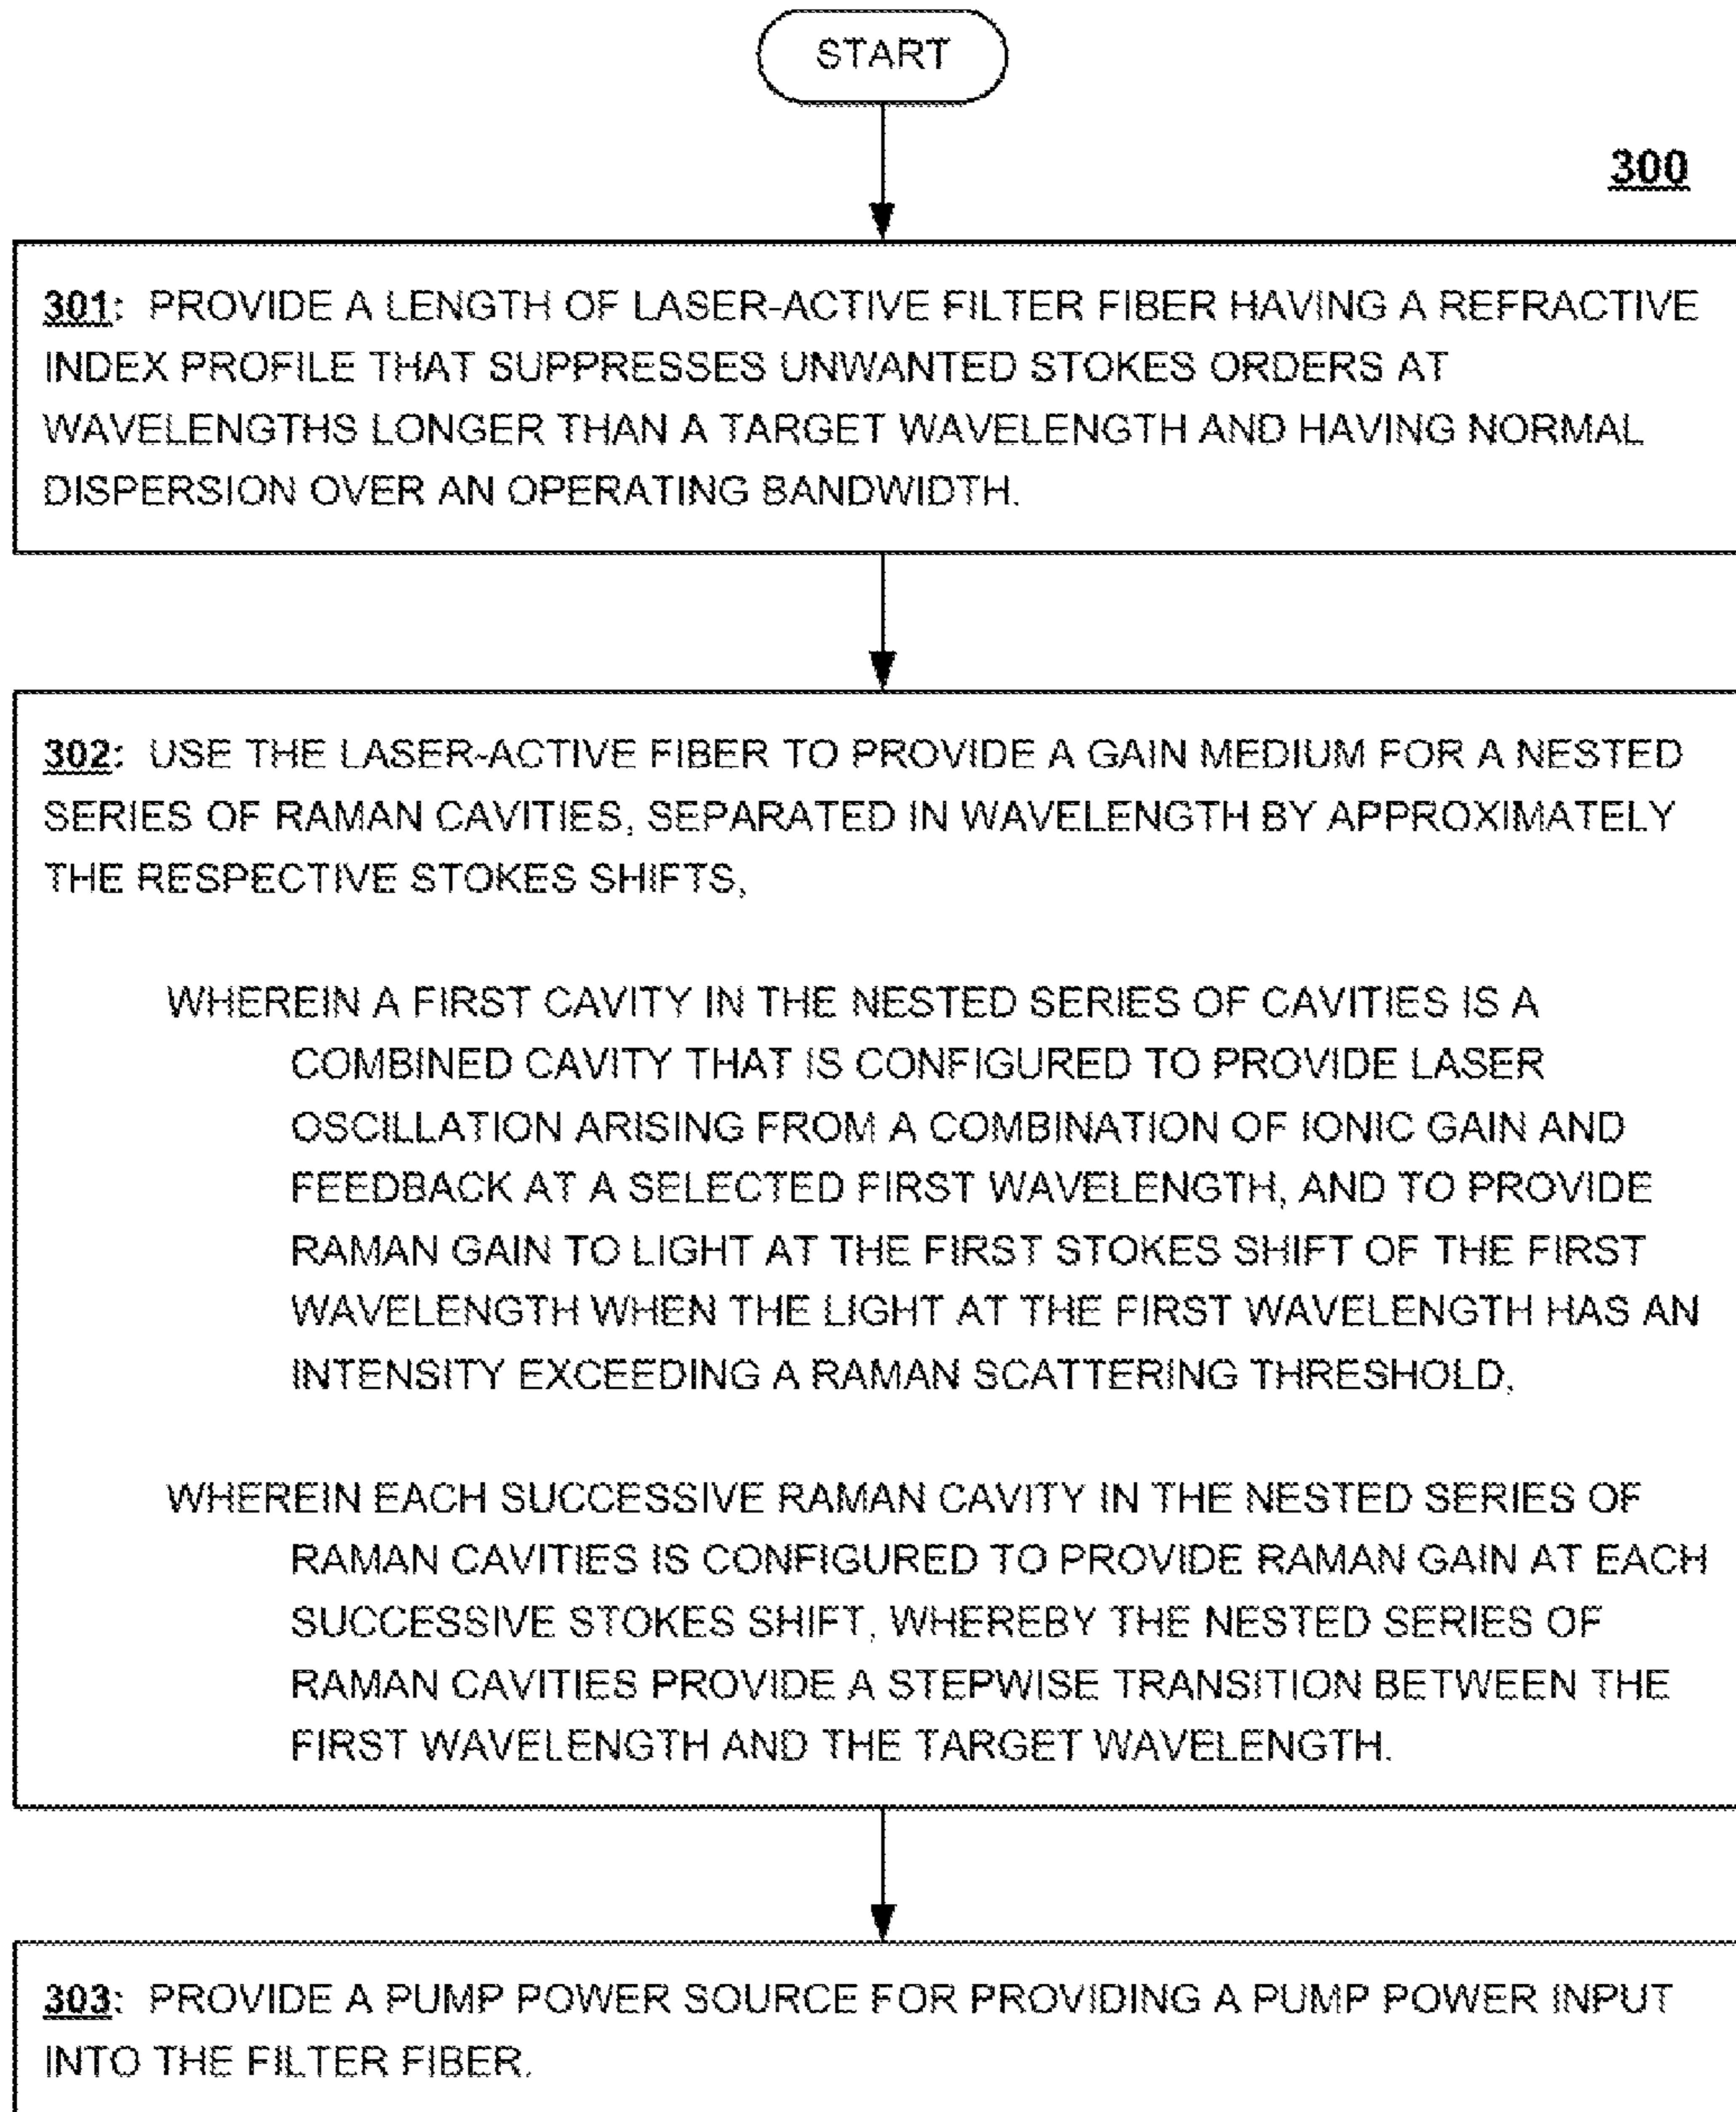 START
300
301: PROVIDE A LENGTH OF LASER-ACTIVE FILTER FIBER HAVING A REFRACTIVE
INDEX PROFILE THAT SUPPRESSES UNWANTED STOKES ORDERS AT
WAVELENGTHS LONGER THAN A TARGET WAVELENGTH AND HAVING NORMAL
DISPERSION OVER AN OPERATING BANDWIDTH.
302: USE THE LASER-ACTIVE FIBER TO PROVIDE A GAIN MEDIUM FOR A NESTED
SERIES OF RAMAN CAVITIES, SEPARATED IN WAVELENGTH BY APPROXIMATELY
THE RESPECTIVE STOKES SHIFTS,
WHEREIN A FIRST CAVITY IN THE NESTED SERIES OF CAVITIES IS A
COMBINED CAVITY THAT IS CONFIGURED TO PROVIDE LASER
OSCILLATION ARISING FROM A COMBINATION OF IONIC GAIN AND
FEEDBACK AT A SELECTED FIRST WAVELENGTH, AND TO PROVIDE
RAMAN GAIN TO LIGHT AT THE FIRST STOKES SHIFT OF THE FIRST
WAVELENGTH WHEN THE LIGHT AT THE FIRST WAVELENGTH HAS AN
INTENSITY EXCEEDING A RAMAN SCATTERING THRESHOLD,
WHEREIN EACH SUCCESSIVE RAMAN CAVITY IN THE NESTED SERIES OF
RAMAN CAVITIES IS CONFIGURED TO PROVIDE RAMAN GAIN AT EACH
SUCCESSIVE STOKES SHIFT, WHEREBY THE NESTED SERIES OF
RAMAN CAVITIES PROVIDE A STEPWISE TRANSITION BETWEEN THE
FIRST WAVELENGTH AND THE TARGET WAVELENGTH.
303: PROVIDE A PUMP POWER SOURCE FOR PROVIDING A PUMP POWER INPUT
INTO THE FILTER FIBER.